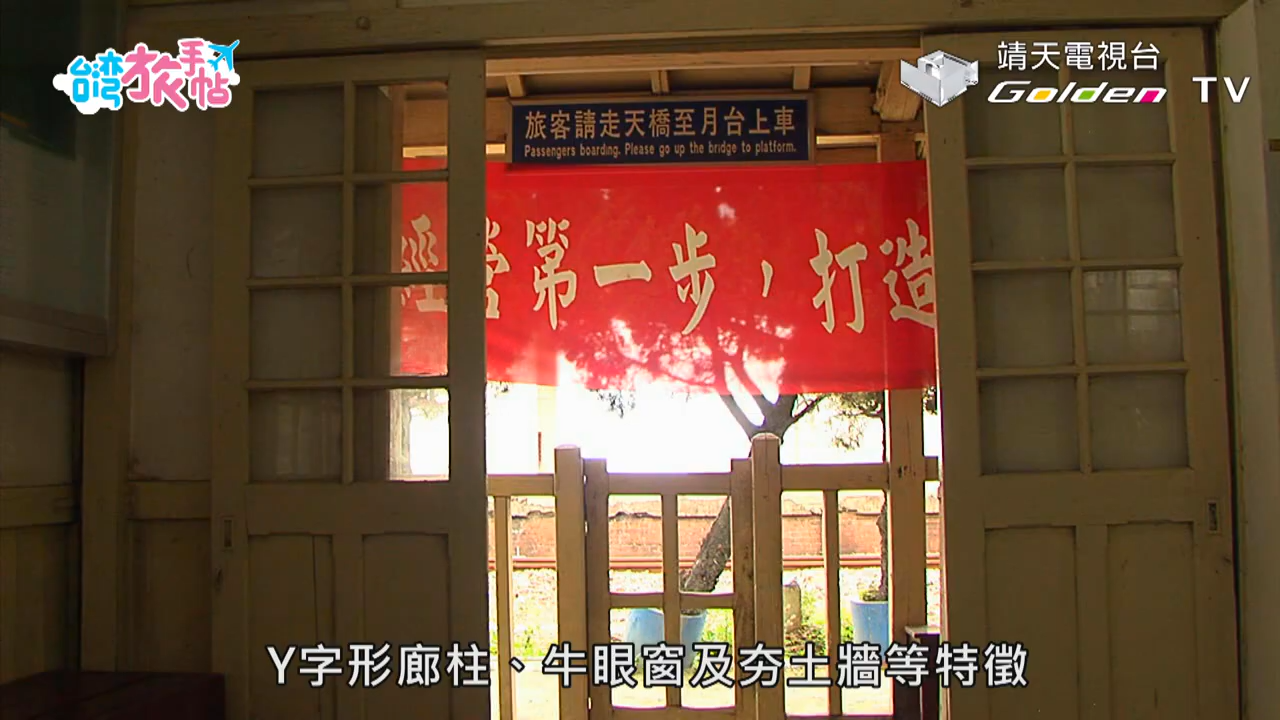 台灣旅手帖
靖天電視台
Golden TV
旅客請走天橋至月台上車
Passengers boarding. Please go up the bridge to platform.
經營第一步，打造
Y字形廊柱、牛眼窗及夯土牆等特徵